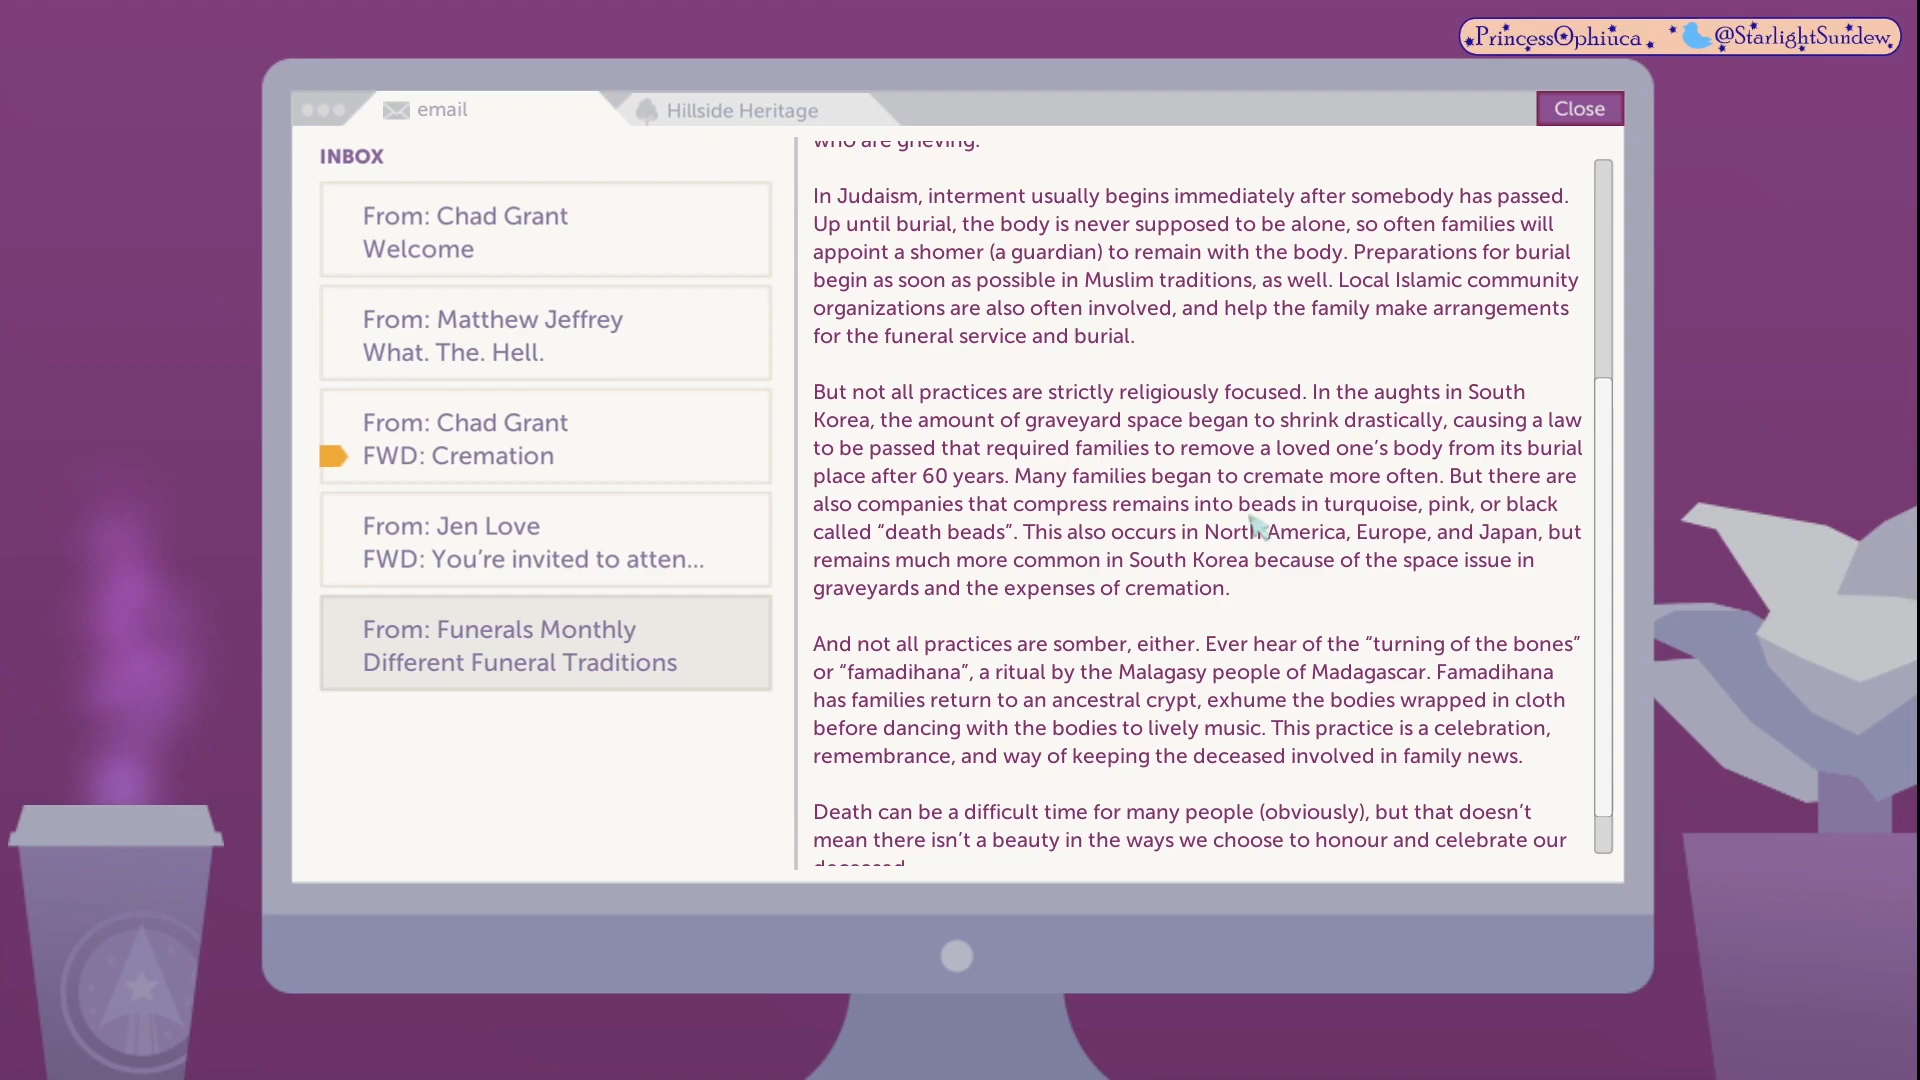 PrincessOphiuca @StarlightSundew
email
Hillside Heritage
Close
INBOX
From: Chad Grant
Welcome
From: Matthew Jeffrey
What. The. Hell.
From: Chad Grant
FWD: Cremation
From: Jen Love
FWD: You’re invited to atten...
From: Funerals Monthly
Different Funeral Traditions
who are grieving.
In Judaism, interment usually begins immediately after somebody has passed.
Up until burial, the body is never supposed to be alone, so often families will
appoint a shomer (a guardian) to remain with the body. Preparations for burial
begin as soon as possible in Muslim traditions, as well. Local Islamic community
organizations are also often involved, and help the family make arrangements
for the funeral service and burial.
But not all practices are strictly religiously focused. In the aughts in South
Korea, the amount of graveyard space began to shrink drastically, causing a law
to be passed that required families to remove a loved one’s body from its burial
place after 60 years. Many families began to cremate more often. But there are
also companies that compress remains into beads in turquoise, pink, or black
called “death beads”. This also occurs in North America, Europe, and Japan, but
remains much more common in South Korea because of the space issue in
graveyards and the expenses of cremation.
And not all practices are somber, either. Ever hear of the “turning of the bones”
or “famadihana”, a ritual by the Malagasy people of Madagascar. Famadihana
has families return to an ancestral crypt, exhume the bodies wrapped in cloth
before dancing with the bodies to lively music. This practice is a celebration,
remembrance, and way of keeping the deceased involved in family news.
Death can be a difficult time for many people (obviously), but that doesn’t
mean there isn’t a beauty in the ways we choose to honour and celebrate our
deceased